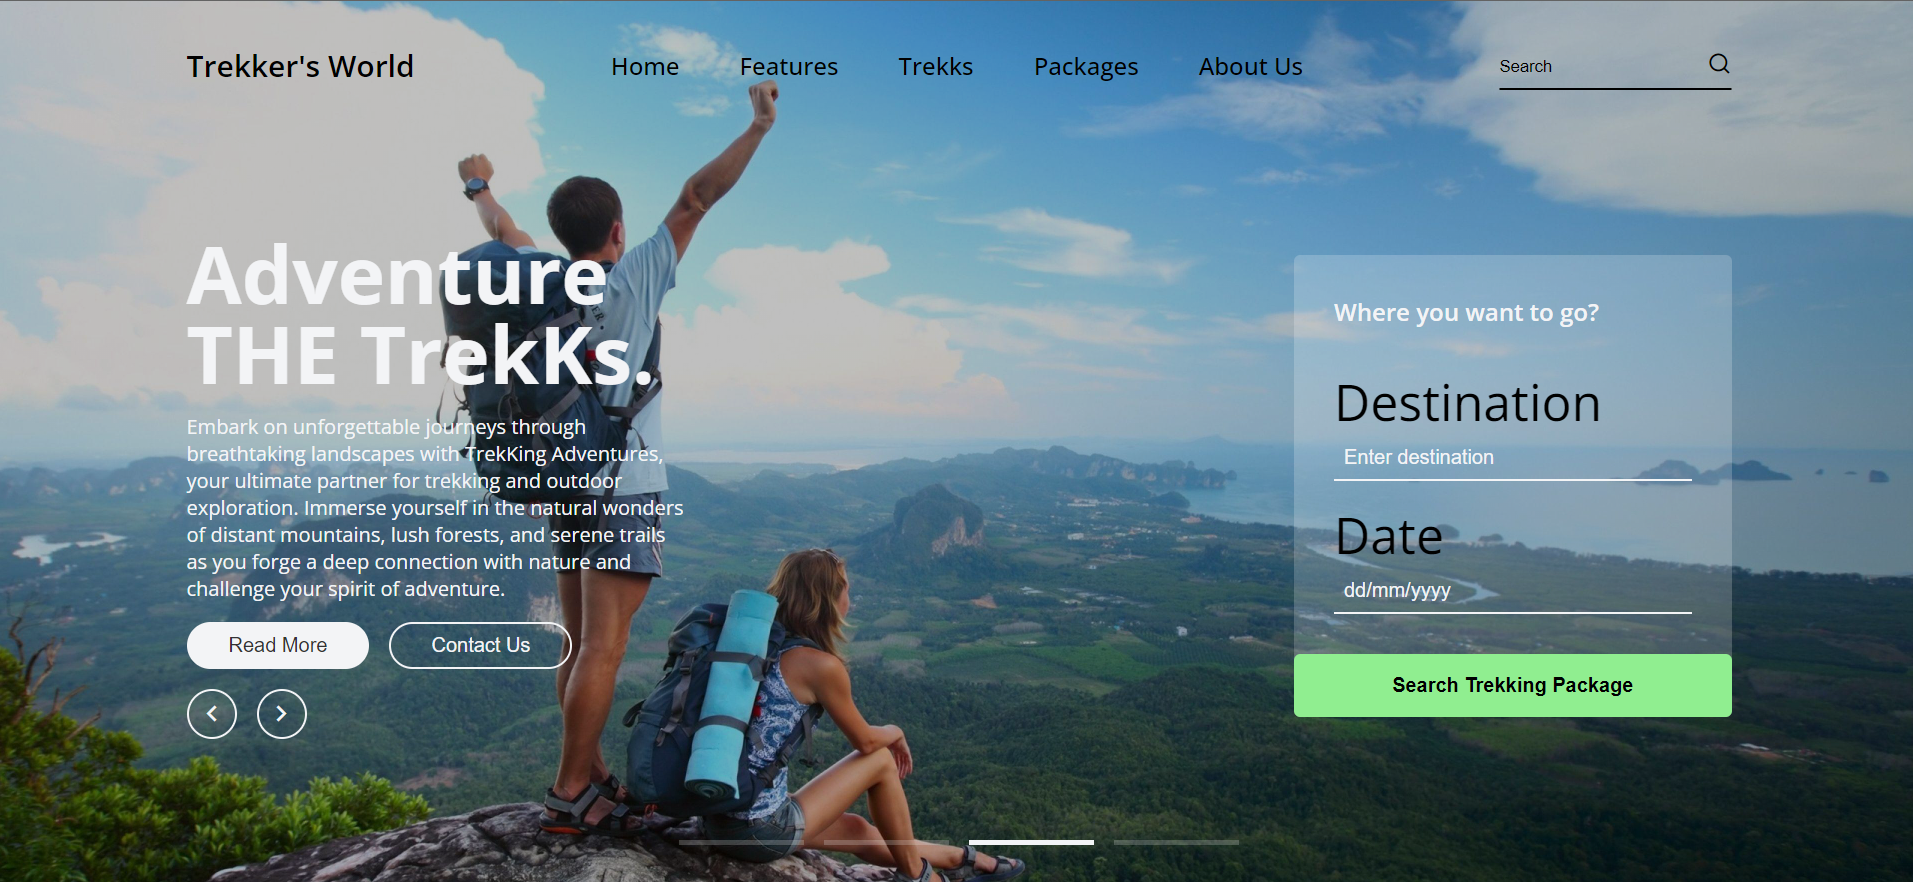 Trekker's World
Home
Features
Trekks
Packages
About Us
Search
Adventure
THE TrekKs.
Embark on unforgettable journeys through
breathtaking landscapes with TrekKing Adventures,
your ultimate partner for trekking and outdoor
exploration. Immerse yourself in the natural wonders
of distant mountains, lush forests, and serene trails
as you forge a deep connection with nature and
challenge your spirit of adventure.
Read More
Contact Us
Where you want to go?
Destination
Enter destination
Date
dd/mm/yyyy
Search Trekking Package